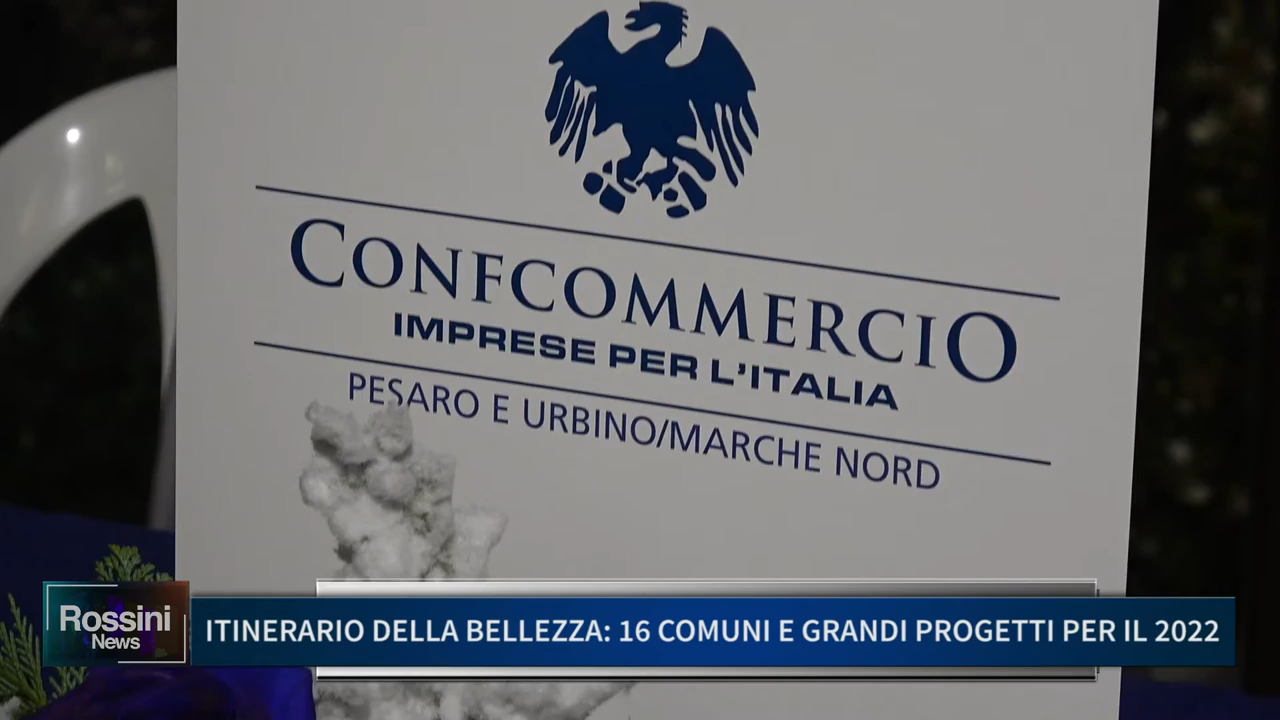 CONFCOMMERCIO
IMPRESE PER L'ITALIA
PESARO E URBINO/MARCHE NORD
Rossini
News
ITINERARIO DELLA BELLEZZA: 16 COMUNI E GRANDI PROGETTI PER IL 2022